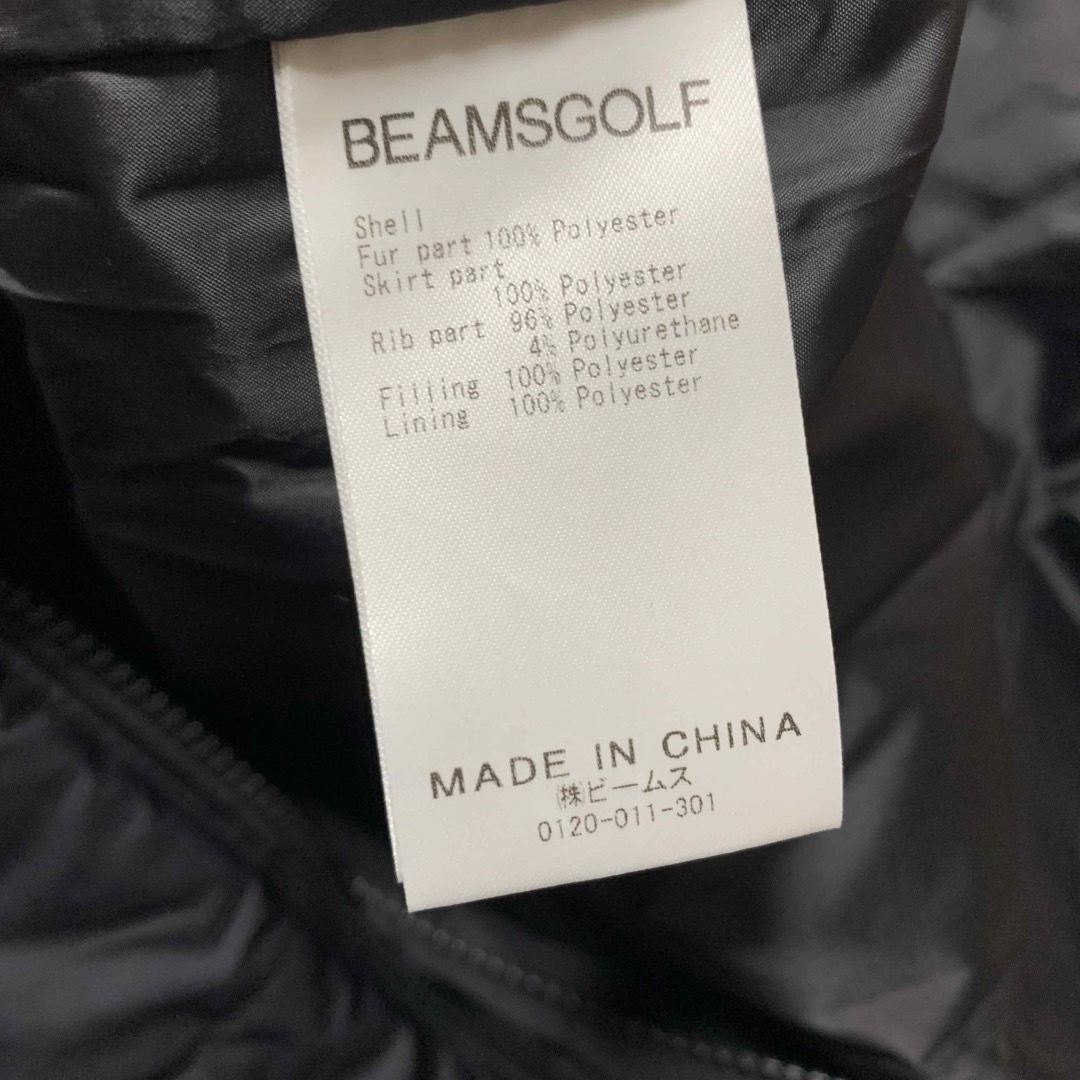 BEAMSGOLF
Shell
Fur part 100% Polyester
Skirt part
100% Polyester
Rib part 96% Polyester
4% Polyurethane
Filling 100% Polyester
Lining 100% Polyester
MADE IN CHINA
㈱ビームス
0120-011-301